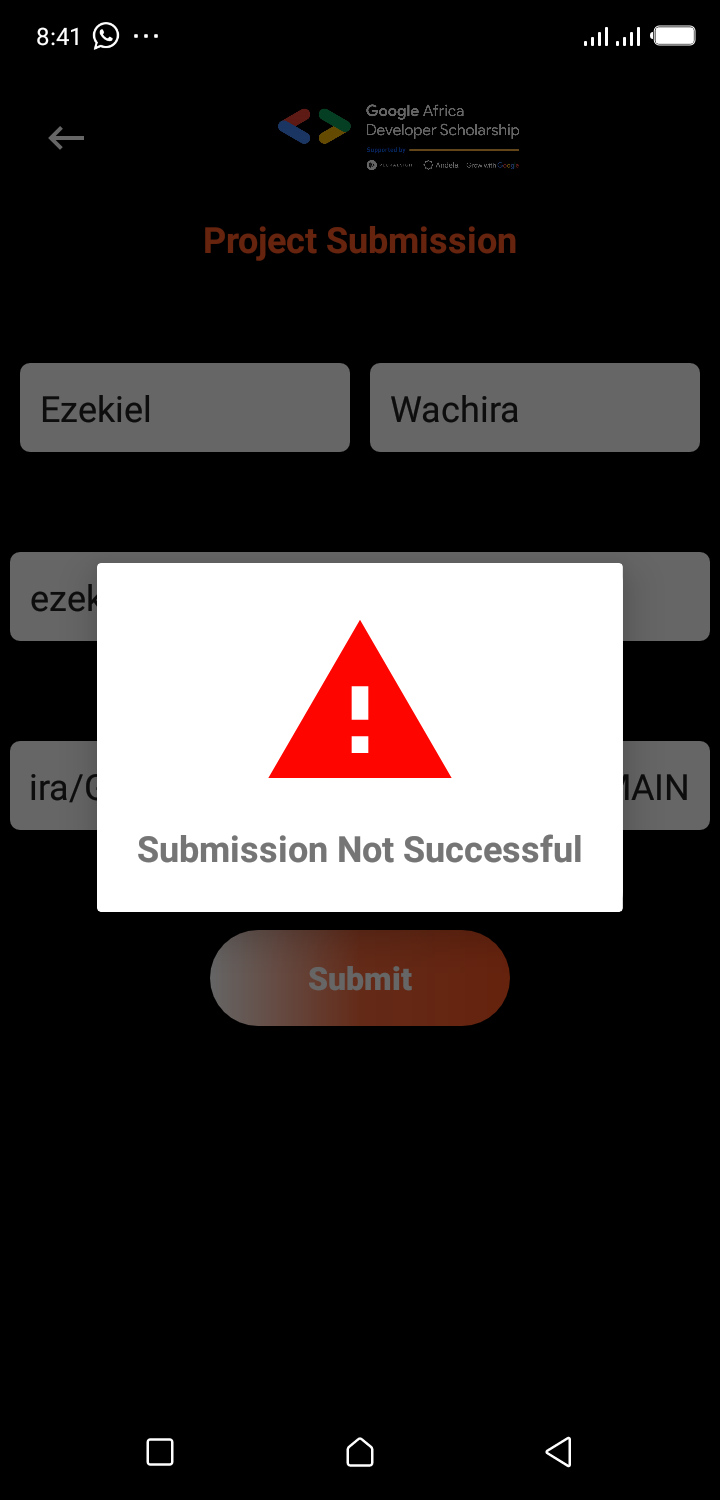 8:41
Google Africa
Developer Scholarship
Supported by
Andela Grow with Google
Project Submission
Ezekiel Wachira
ezek
ira/G MAIN
Submission Not Successful
Submit